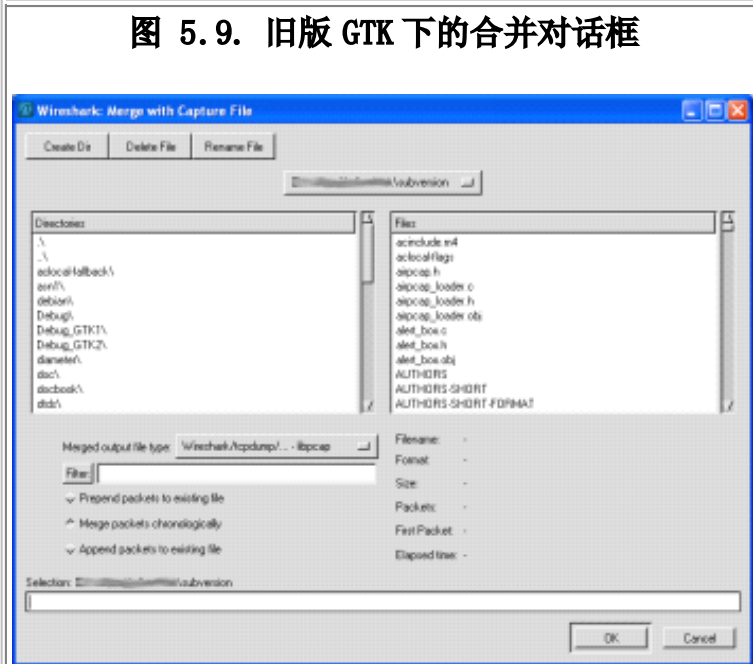 图 5.9. 旧版 GTK 下的合并对话框
Wireshark: Merge with Capture File
Create Dir Delete File Rename File
\subversion
Directories
.\
..\
aclocal-fallback\
asn1\
debian\
Debug\
Debug_GTK1\
Debug_GTK2\
diameter\
doc\
docbook\
dtds\
Files
acinclude.m4
aclocal-flags
airpcap.h
airpcap_loader.c
airpcap_loader.h
airpcap_loader.obj
alert_box.c
alert_box.h
alert_box.obj
AUTHORS
AUTHORS-SHORT
AUTHORS-SHORT-FORMAT
Merged output file type: Wireshark/tcpdump/... - libpcap
Filter:
Prepend packets to existing file
Merge packets chronologically
Append packets to existing file
Filename: -
Format: -
Size: -
Packets: -
First Packet: -
Elapsed time: -
Selection: \subversion
OK Cancel